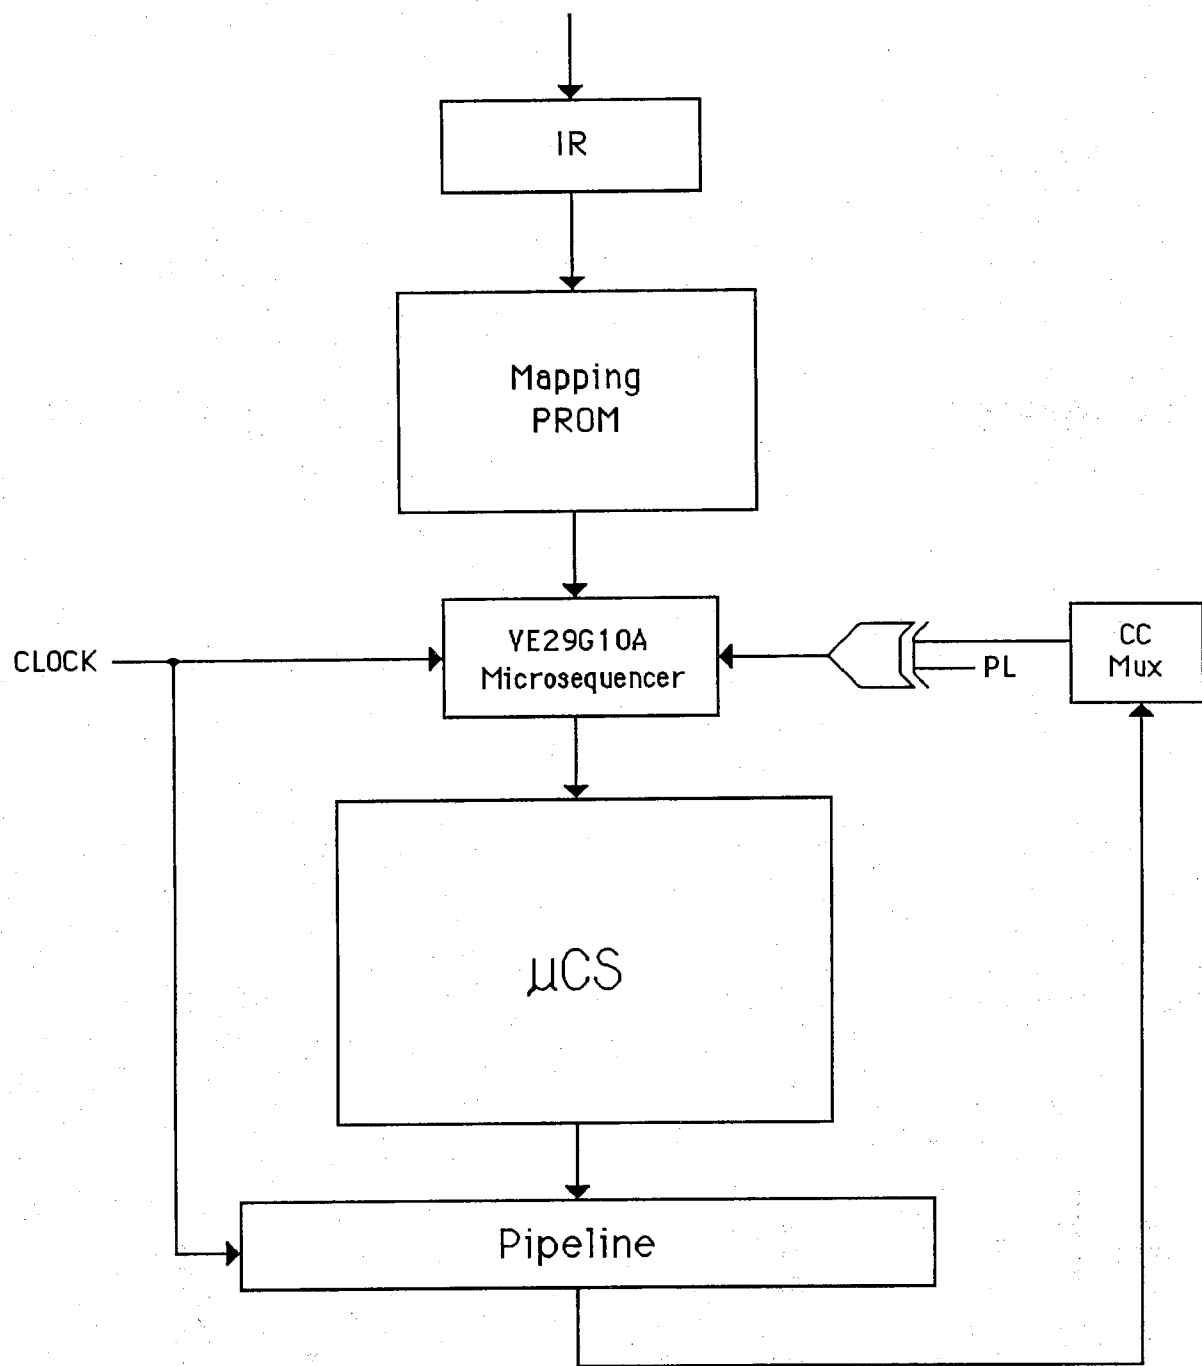 IR
Mapping
PROM
CLOCK
VE29G10A
Microsequencer
PL
CC
Mux
µCS
Pipeline